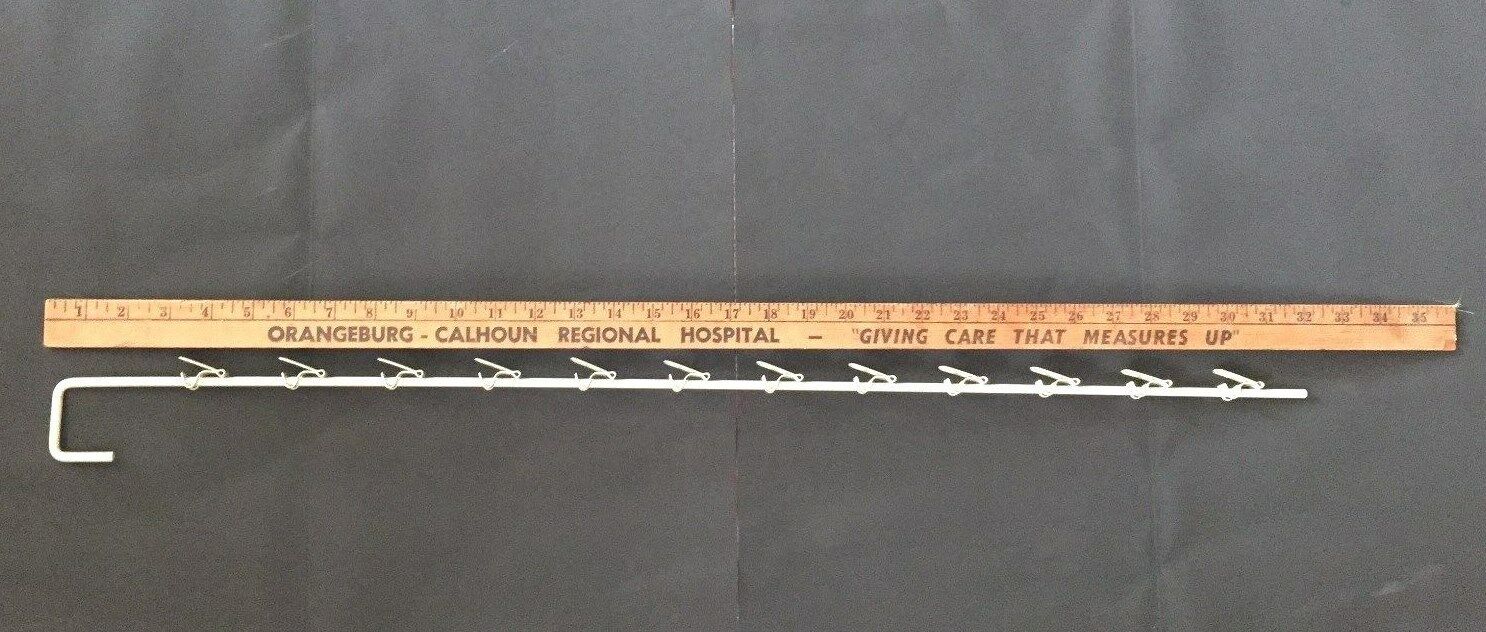 1 2 3 4 5 6 7 8 9 10 11 12 13 14 15 16 17 18 19 20 21 22 23 24 25 26 27 28 29 30 31 32 33 34 35
ORANGEBURG - CALHOUN REGIONAL HOSPITAL — "GIVING CARE THAT MEASURES UP"